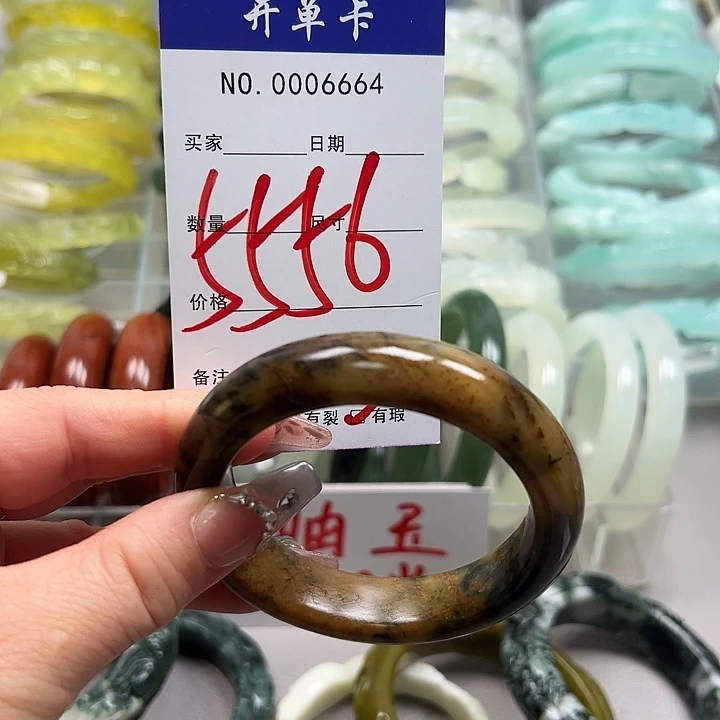 开单卡
NO. 0006664
买家 日期
数量 尺寸
5556
价格
备注
有裂 有瑕
岫玉